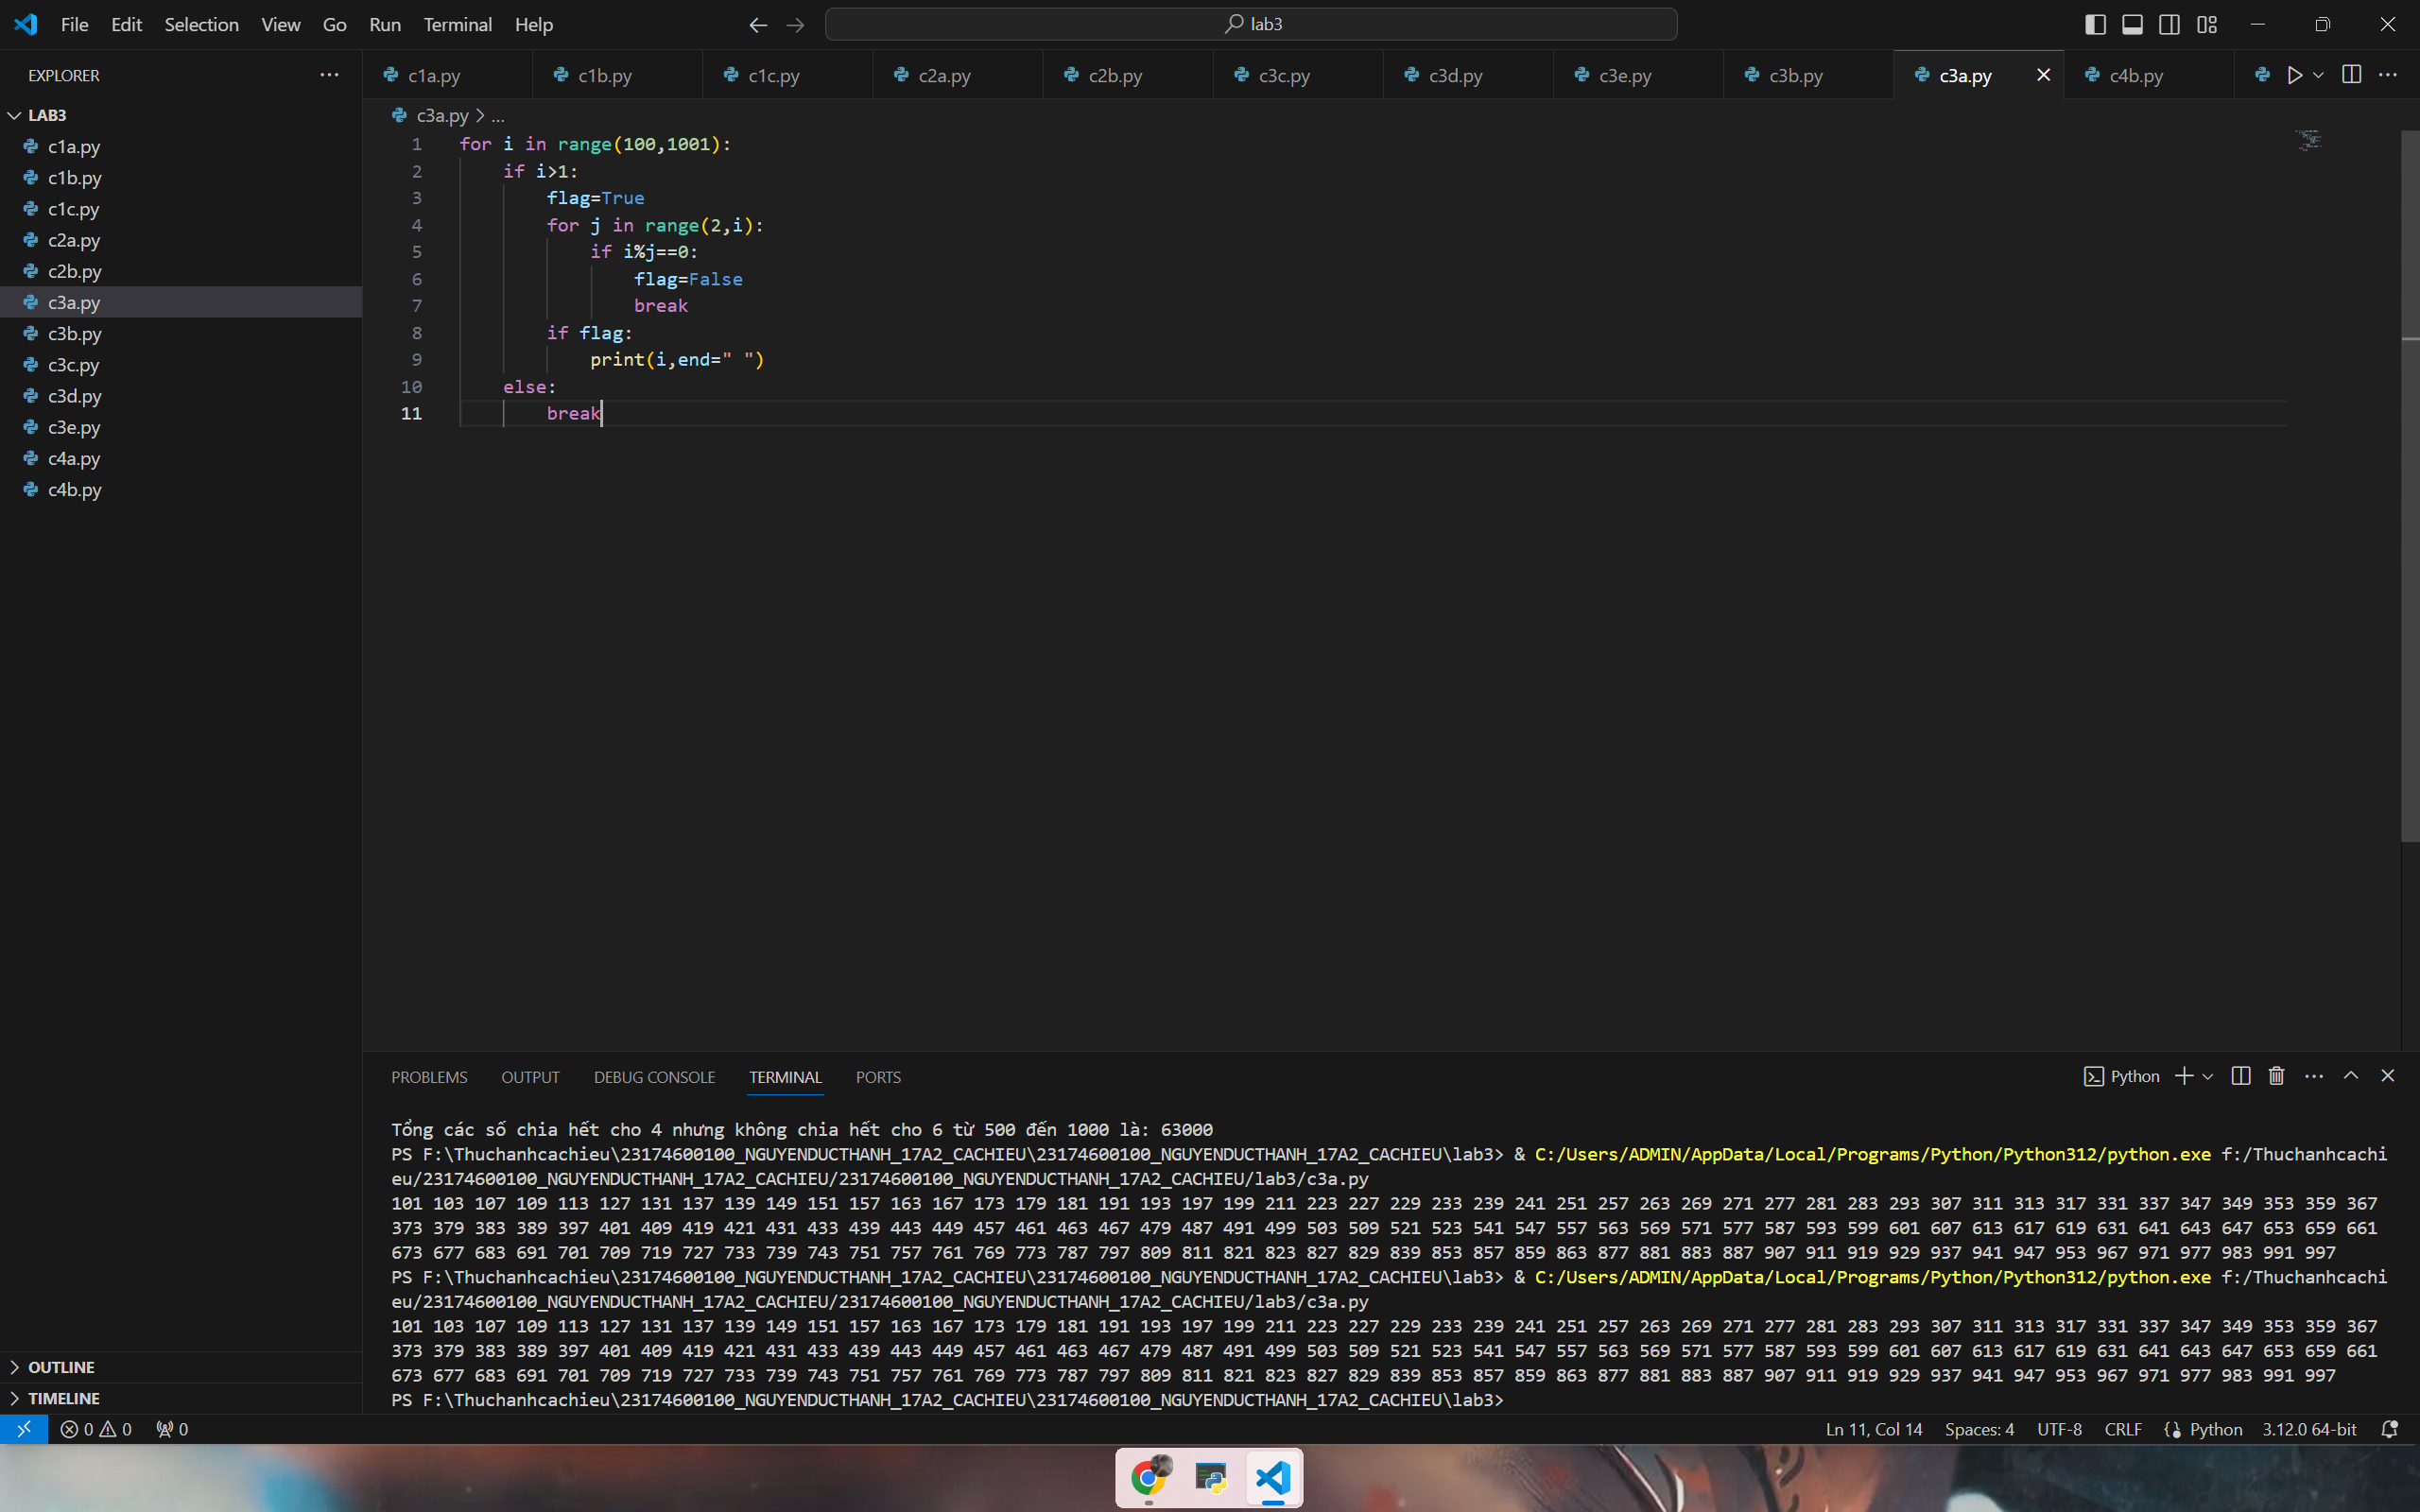 File Edit Selection View Go Run Terminal Help
lab3
EXPLORER
c1a.py c1b.py c1c.py c2a.py c2b.py c3c.py c3d.py c3e.py c3b.py c3a.py c4b.py
LAB3
c1a.py
c1b.py
c1c.py
c2a.py
c2b.py
c3a.py
c3b.py
c3c.py
c3d.py
c3e.py
c4a.py
c4b.py
OUTLINE
TIMELINE
c3a.py > ...
1 for i in range(100,1001):
2     if i>1:
3         flag=True
4         for j in range(2,i):
5             if i%j==0:
6                 flag=False
7                 break
8         if flag:
9             print(i,end=" ")
10     else:
11         break
PROBLEMS OUTPUT DEBUG CONSOLE TERMINAL PORTS
Python
Tổng các số chia hết cho 4 nhưng không chia hết cho 6 từ 500 đến 1000 là: 63000
PS F:\Thuchanhcachieu\23174600100_NGUYENDUCTHANH_17A2_CACHIEU\23174600100_NGUYENDUCTHANH_17A2_CACHIEU\lab3> & C:/Users/ADMIN/AppData/Local/Programs/Python/Python312/python.exe f:/Thuchanhcachi
eu/23174600100_NGUYENDUCTHANH_17A2_CACHIEU/23174600100_NGUYENDUCTHANH_17A2_CACHIEU/lab3/c3a.py
101 103 107 109 113 127 131 137 139 149 151 157 163 167 173 179 181 191 193 197 199 211 223 227 229 233 239 241 251 257 263 269 271 277 281 283 293 307 311 313 317 331 337 347 349 353 359 367
373 379 383 389 397 401 409 419 421 431 433 439 443 449 457 461 463 467 479 487 491 499 503 509 521 523 541 547 557 563 569 571 577 587 593 599 601 607 613 617 619 631 641 643 647 653 659 661
673 677 683 691 701 709 719 727 733 739 743 751 757 761 769 773 787 797 809 811 821 823 827 829 839 853 857 859 863 877 881 883 887 907 911 919 929 937 941 947 953 967 971 977 983 991 997
PS F:\Thuchanhcachieu\23174600100_NGUYENDUCTHANH_17A2_CACHIEU\23174600100_NGUYENDUCTHANH_17A2_CACHIEU\lab3> & C:/Users/ADMIN/AppData/Local/Programs/Python/Python312/python.exe f:/Thuchanhcachi
eu/23174600100_NGUYENDUCTHANH_17A2_CACHIEU/23174600100_NGUYENDUCTHANH_17A2_CACHIEU/lab3/c3a.py
101 103 107 109 113 127 131 137 139 149 151 157 163 167 173 179 181 191 193 197 199 211 223 227 229 233 239 241 251 257 263 269 271 277 281 283 293 307 311 313 317 331 337 347 349 353 359 367
373 379 383 389 397 401 409 419 421 431 433 439 443 449 457 461 463 467 479 487 491 499 503 509 521 523 541 547 557 563 569 571 577 587 593 599 601 607 613 617 619 631 641 643 647 653 659 661
673 677 683 691 701 709 719 727 733 739 743 751 757 761 769 773 787 797 809 811 821 823 827 829 839 853 857 859 863 877 881 883 887 907 911 919 929 937 941 947 953 967 971 977 983 991 997
PS F:\Thuchanhcachieu\23174600100_NGUYENDUCTHANH_17A2_CACHIEU\23174600100_NGUYENDUCTHANH_17A2_CACHIEU\lab3>
0 0 0
Ln 11, Col 14 Spaces: 4 UTF-8 CRLF Python 3.12.0 64-bit